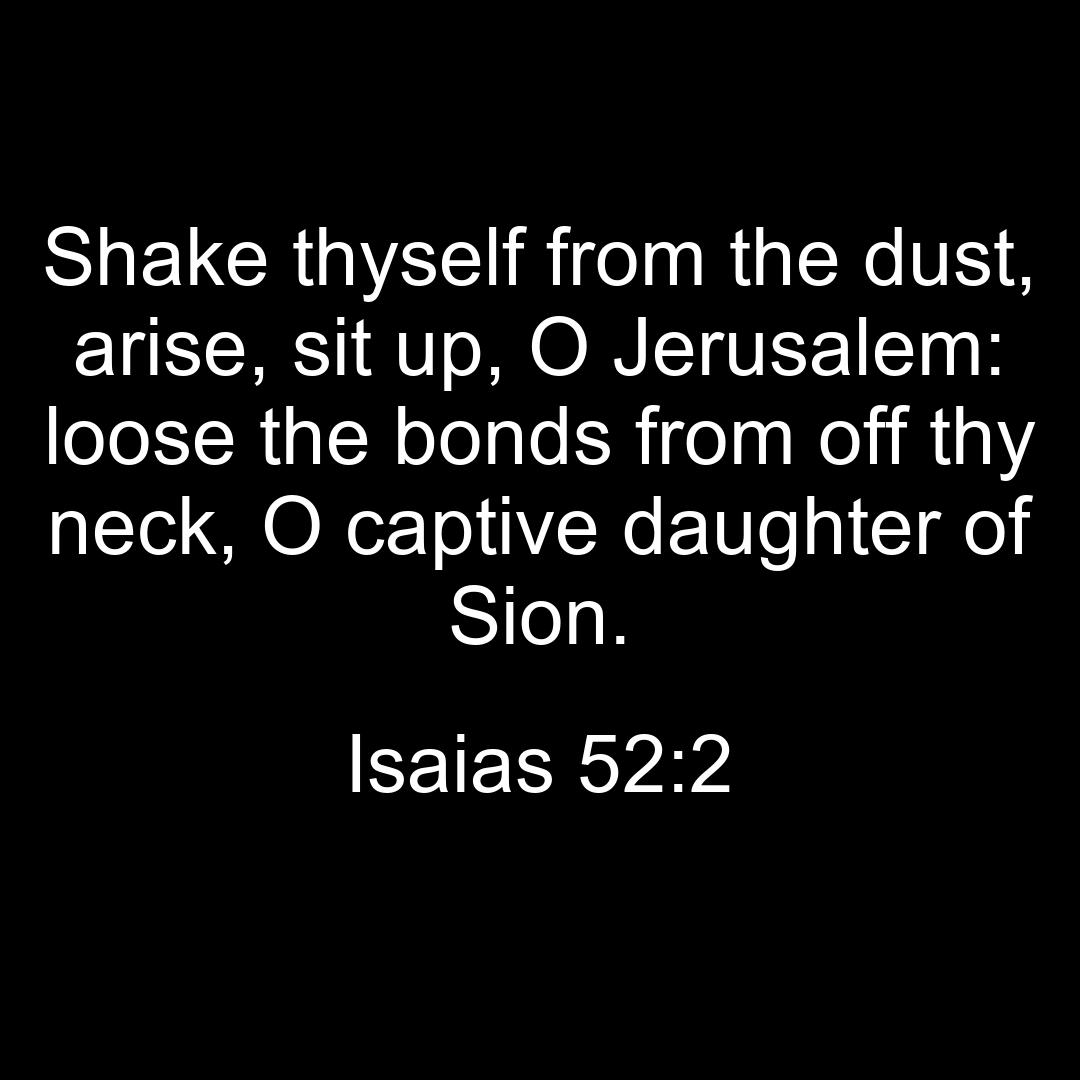 Shake thyself from the dust,
arise, sit up, O Jerusalem:
loose the bonds from off thy
neck, O captive daughter of
Sion.
Isaias 52:2